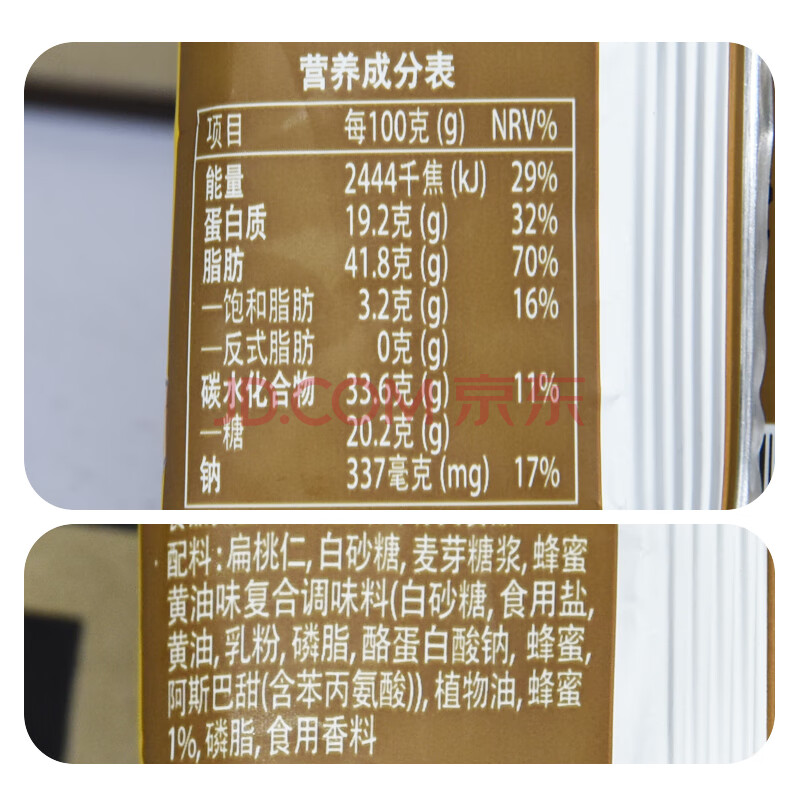 营养成分表
项目 每100克(g) NRV%
能量 2444千焦(kJ) 29%
蛋白质 19.2克(g) 32%
脂肪 41.8克(g) 70%
—饱和脂肪 3.2克(g) 16%
—反式脂肪 0克(g)
碳水化合物 33.6克(g) 11%
JD.COM 京东
—糖 20.2克(g)
钠 337毫克(mg) 17%
配料:扁桃仁,白砂糖,麦芽糖浆,蜂蜜
黄油味复合调味料(白砂糖,食用盐,
黄油,乳粉,磷脂,酪蛋白酸钠,蜂蜜,
阿斯巴甜(含苯丙氨酸)),植物油,蜂蜜
1%,磷脂,食用香料